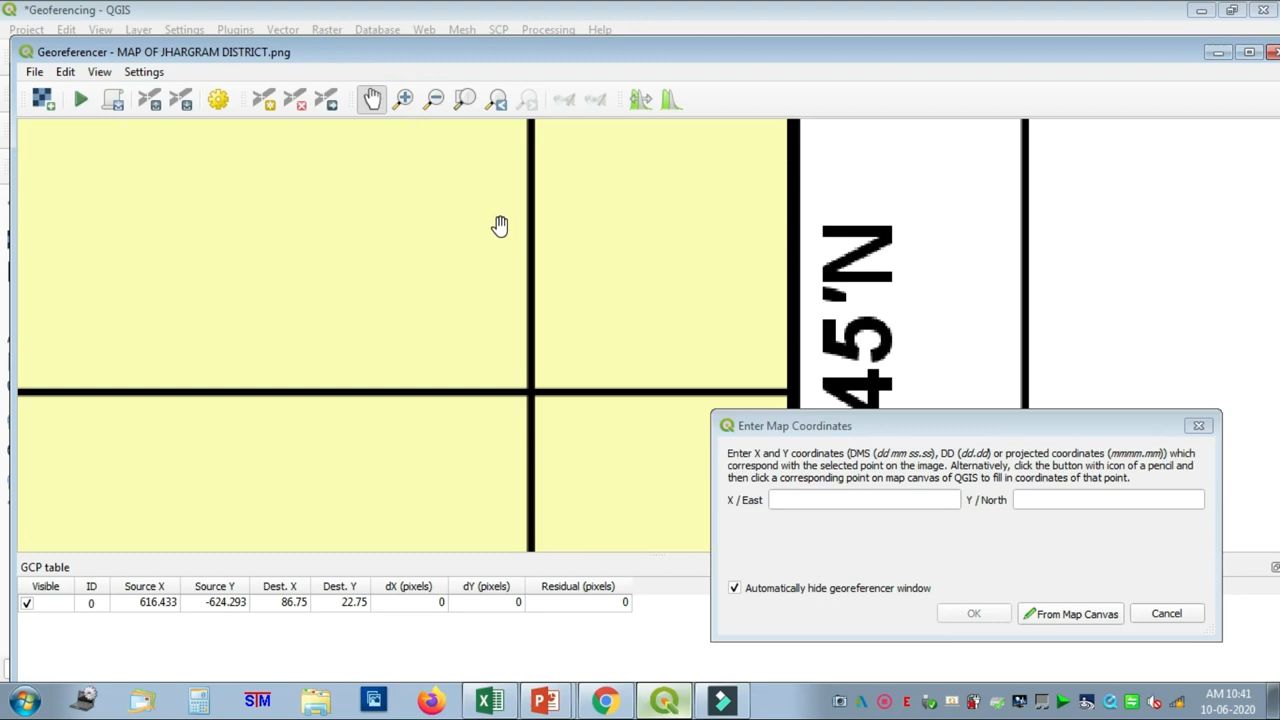 *Georeferencing - QGIS
Project Edit View Layer Settings Plugins Vector Raster Database Web Mesh SCP Processing Help
Georeferencer - MAP OF JHARGRAM DISTRICT.png
File Edit View Settings
45'N
Enter Map Coordinates
Enter X and Y coordinates (DMS (dd mm ss.ss), DD (dd.dd) or projected coordinates (mmmm.mm)) which
correspond with the selected point on the image. Alternatively, click the button with icon of a pencil and
then click a corresponding point on map canvas of QGIS to fill in coordinates of that point.
X / East Y / North
Automatically hide georeferencer window
OK From Map Canvas Cancel
GCP table
Visible ID Source X Source Y Dest. X Dest. Y dX (pixels) dY (pixels) Residual (pixels)
0 616.433 -624.293 86.75 22.75 0 0 0
STM
AM 10:41
10-06-2020